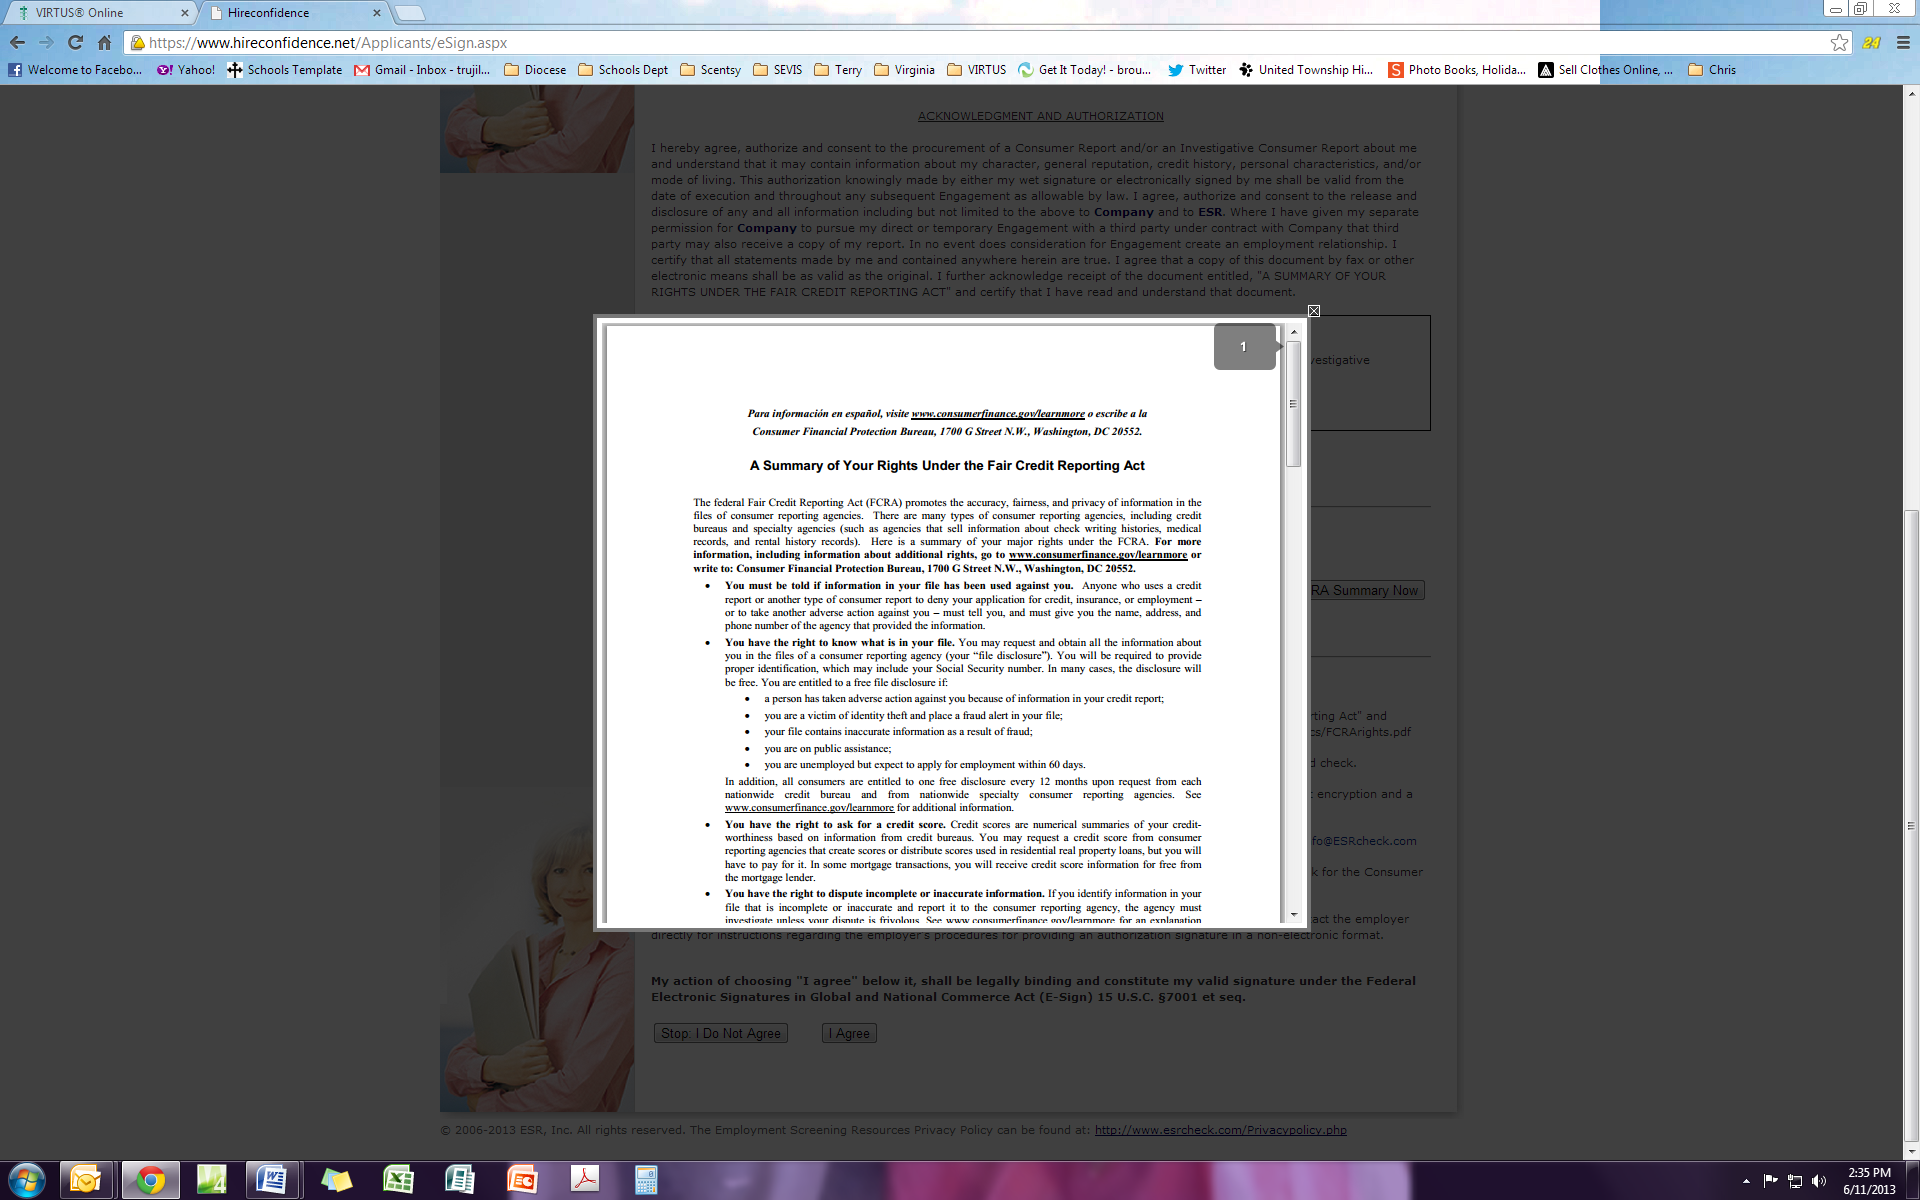 VIRTUS® Online
Hireconfidence
https://www.hireconfidence.net/Applicants/eSign.aspx
24
Welcome to Facebo...
Yahoo!
Schools Template
Gmail - Inbox - trujil...
Diocese
Schools Dept
Scentsy
SEVIS
Terry
Virginia
VIRTUS
Get It Today! - brou...
Twitter
United Township Hi...
Photo Books, Holida...
Sell Clothes Online, ...
Chris
ACKNOWLEDGMENT AND AUTHORIZATION
I hereby agree, authorize and consent to the procurement of a Consumer Report and/or an Investigative Consumer Report about me
and understand that it may contain information about my character, general reputation, credit history, personal characteristics, and/or
mode of living. This authorization knowingly made by either my wet signature or electronically signed by me shall be valid from the
date of execution and throughout any subsequent Engagement as allowable by law. I agree, authorize and consent to the release and
disclosure of any and all information including but not limited to the above to Company and to ESR. Where I have given my separate
permission for Company to pursue my direct or temporary Engagement with a third party under contract with Company that third
party may also receive a copy of my report. In no event does consideration for Engagement create an employment relationship. I
certify that all statements made by me and contained anywhere herein are true. I agree that a copy of this document by fax or other
electronic means shall be as valid as the original. I further acknowledge receipt of the document entitled, "A SUMMARY OF YOUR
RIGHTS UNDER THE FAIR CREDIT REPORTING ACT" and certify that I have read and understand that document.
1
Para información en español, visite www.consumerfinance.gov/learnmore o escribe a la
Consumer Financial Protection Bureau, 1700 G Street N.W., Washington, DC 20552.
A Summary of Your Rights Under the Fair Credit Reporting Act
The federal Fair Credit Reporting Act (FCRA) promotes the accuracy, fairness, and privacy of information in the
files of consumer reporting agencies. There are many types of consumer reporting agencies, including credit
bureaus and specialty agencies (such as agencies that sell information about check writing histories, medical
records, and rental history records). Here is a summary of your major rights under the FCRA. For more
information, including information about additional rights, go to www.consumerfinance.gov/learnmore or
write to: Consumer Financial Protection Bureau, 1700 G Street N.W., Washington, DC 20552.
• You must be told if information in your file has been used against you. Anyone who uses a credit
report or another type of consumer report to deny your application for credit, insurance, or employment –
or to take another adverse action against you – must tell you, and must give you the name, address, and
phone number of the agency that provided the information.
• You have the right to know what is in your file. You may request and obtain all the information about
you in the files of a consumer reporting agency (your “file disclosure”). You will be required to provide
proper identification, which may include your Social Security number. In many cases, the disclosure will
be free. You are entitled to a free file disclosure if:
• a person has taken adverse action against you because of information in your credit report;
• you are a victim of identity theft and place a fraud alert in your file;
• your file contains inaccurate information as a result of fraud;
• you are on public assistance;
• you are unemployed but expect to apply for employment within 60 days.
In addition, all consumers are entitled to one free disclosure every 12 months upon request from each
nationwide credit bureau and from nationwide specialty consumer reporting agencies. See
www.consumerfinance.gov/learnmore for additional information.
• You have the right to ask for a credit score. Credit scores are numerical summaries of your credit-
worthiness based on information from credit bureaus. You may request a credit score from consumer
reporting agencies that create scores or distribute scores used in residential real property loans, but you will
have to pay for it. In some mortgage transactions, you will receive credit score information for free from
the mortgage lender.
• You have the right to dispute incomplete or inaccurate information. If you identify information in your
file that is incomplete or inaccurate and report it to the consumer reporting agency, the agency must
investigate unless your dispute is frivolous. See www.consumerfinance.gov/learnmore for an explanation
vestigative
RA Summary Now
rting Act" and
cs/FCRArights.pdf
d check.
t encryption and a
fo@ESRcheck.com
k for the Consumer
act the employer
directly for instructions regarding the employer's procedures for providing an authorization signature in a non-electronic format.
My action of choosing "I agree" below it, shall be legally binding and constitute my valid signature under the Federal
Electronic Signatures in Global and National Commerce Act (E-Sign) 15 U.S.C. §7001 et seq.
Stop: I Do Not Agree
I Agree
© 2006-2013 ESR, Inc. All rights reserved. The Employment Screening Resources Privacy Policy can be found at: http://www.esrcheck.com/Privacypolicy.php
2:35 PM
6/11/2013